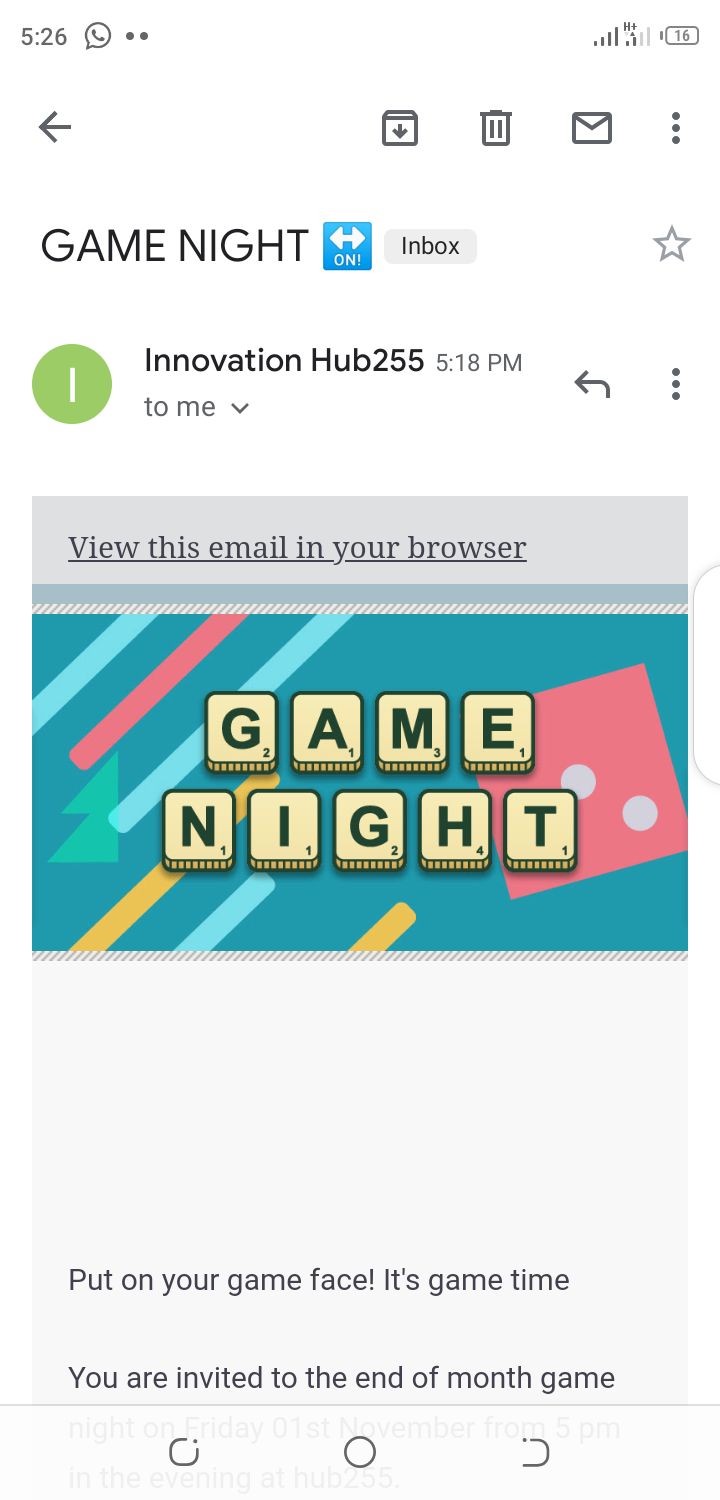 5:26
H+
16
GAME NIGHT ON! Inbox
I
Innovation Hub255 5:18 PM
to me
View this email in your browser
G2 A1 M3 E1
N1 I1 G2 H4 T1
Put on your game face! It's game time
You are invited to the end of month game
night on Friday 01st November from 5 pm
in the evening at hub255.